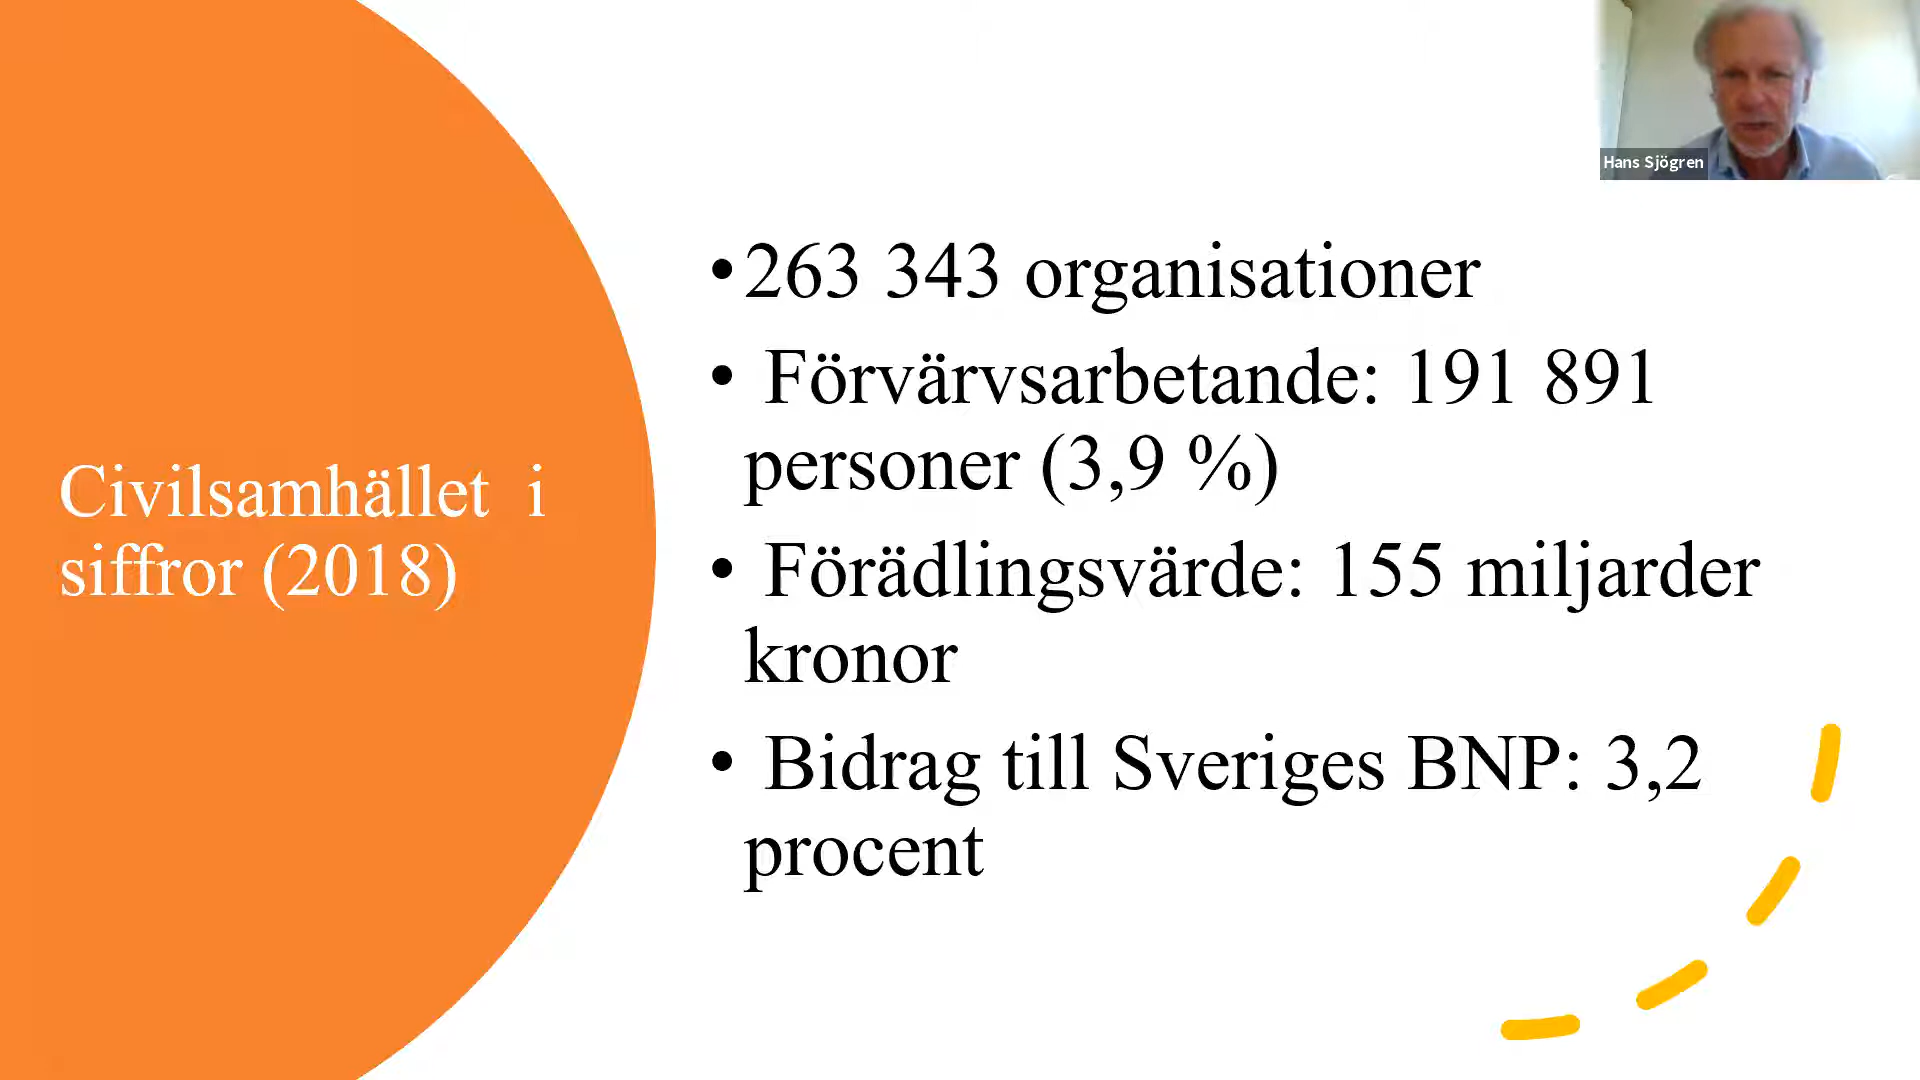 Hans Sjögren
Civilsamhället i
siffror (2018)
•263 343 organisationer
• Förvärvsarbetande: 191 891
personer (3,9 %)
• Förädlingsvärde: 155 miljarder
kronor
• Bidrag till Sveriges BNP: 3,2
procent